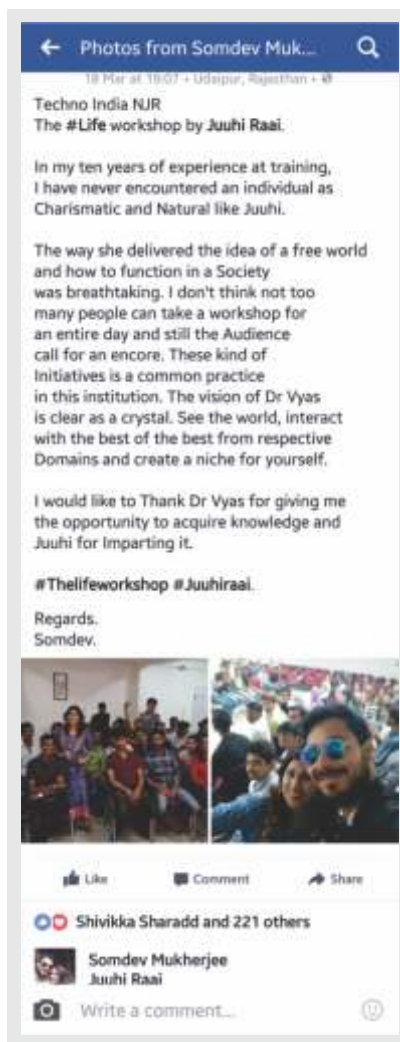 Photos from Somdev Muk...
18 Mar at 19:07 • Udaipur, Rajasthan •
Techno India NJR
The #Life workshop by Juuhi Raai.
In my ten years of experience at training,
I have never encountered an individual as
Charismatic and Natural like Juuhi.
The way she delivered the idea of a free world
and how to function in a Society
was breathtaking. I don't think not too
many people can take a workshop for
an entire day and still the Audience
call for an encore. These kind of
Initiatives is a common practice
in this institution. The vision of Dr Vyas
is clear as a crystal. See the world, interact
with the best of the best from respective
Domains and create a niche for yourself.
I would like to Thank Dr Vyas for giving me
the opportunity to acquire knowledge and
Juuhi for Imparting it.
#Thelifeworkshop #Juuhiraai.
Regards.
Somdev.
Like Comment Share
Shivikka Sharadd and 221 others
Somdev Mukherjee
Juuhi Raai
Write a comment...